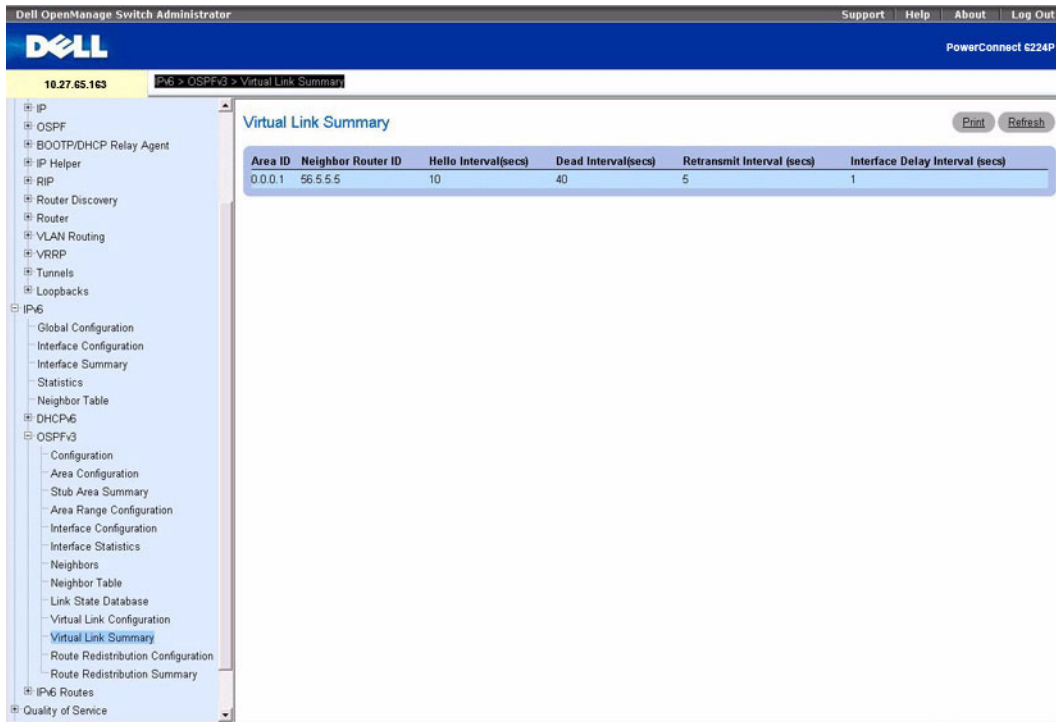 Dell OpenManage Switch Administrator Support Help About Log Out
DELL
PowerConnect 6224P
10.27.65.163 IPv6 > OSPFv3 > Virtual Link Summary
IP
OSPF
BOOTP/DHCP Relay Agent
IP Helper
RIP
Router Discovery
Router
VLAN Routing
VRRP
Tunnels
Loopbacks
IPv6
Global Configuration
Interface Configuration
Interface Summary
Statistics
Neighbor Table
DHCPv6
OSPFv3
Configuration
Area Configuration
Stub Area Summary
Area Range Configuration
Interface Configuration
Interface Statistics
Neighbors
Neighbor Table
Link State Database
Virtual Link Configuration
Virtual Link Summary
Route Redistribution Configuration
Route Redistribution Summary
IPv6 Routes
Quality of Service
Virtual Link Summary Print Refresh
Area ID Neighbor Router ID Hello Interval(secs) Dead Interval(secs) Retransmit Interval (secs) Interface Delay Interval (secs)
0.0.0.1 56.5.5.5 10 40 5 1